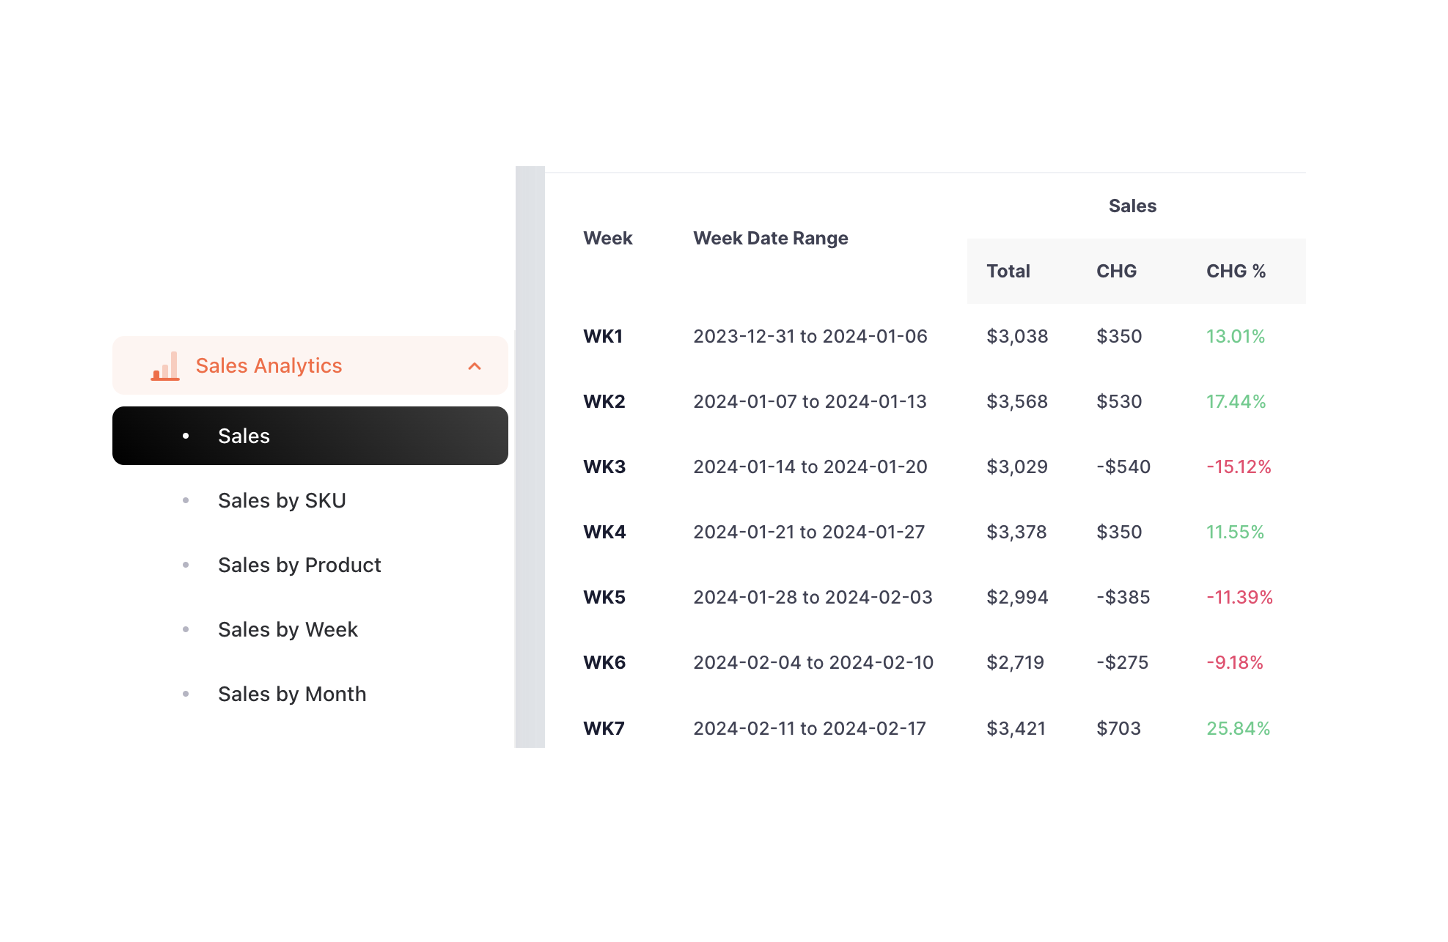 Sales Analytics
• Sales
• Sales by SKU
• Sales by Product
• Sales by Week
• Sales by Month
Sales
Week Week Date Range
Total CHG CHG %
WK1 2023-12-31 to 2024-01-06 $3,038 $350 13.01%
WK2 2024-01-07 to 2024-01-13 $3,568 $530 17.44%
WK3 2024-01-14 to 2024-01-20 $3,029 -$540 -15.12%
WK4 2024-01-21 to 2024-01-27 $3,378 $350 11.55%
WK5 2024-01-28 to 2024-02-03 $2,994 -$385 -11.39%
WK6 2024-02-04 to 2024-02-10 $2,719 -$275 -9.18%
WK7 2024-02-11 to 2024-02-17 $3,421 $703 25.84%